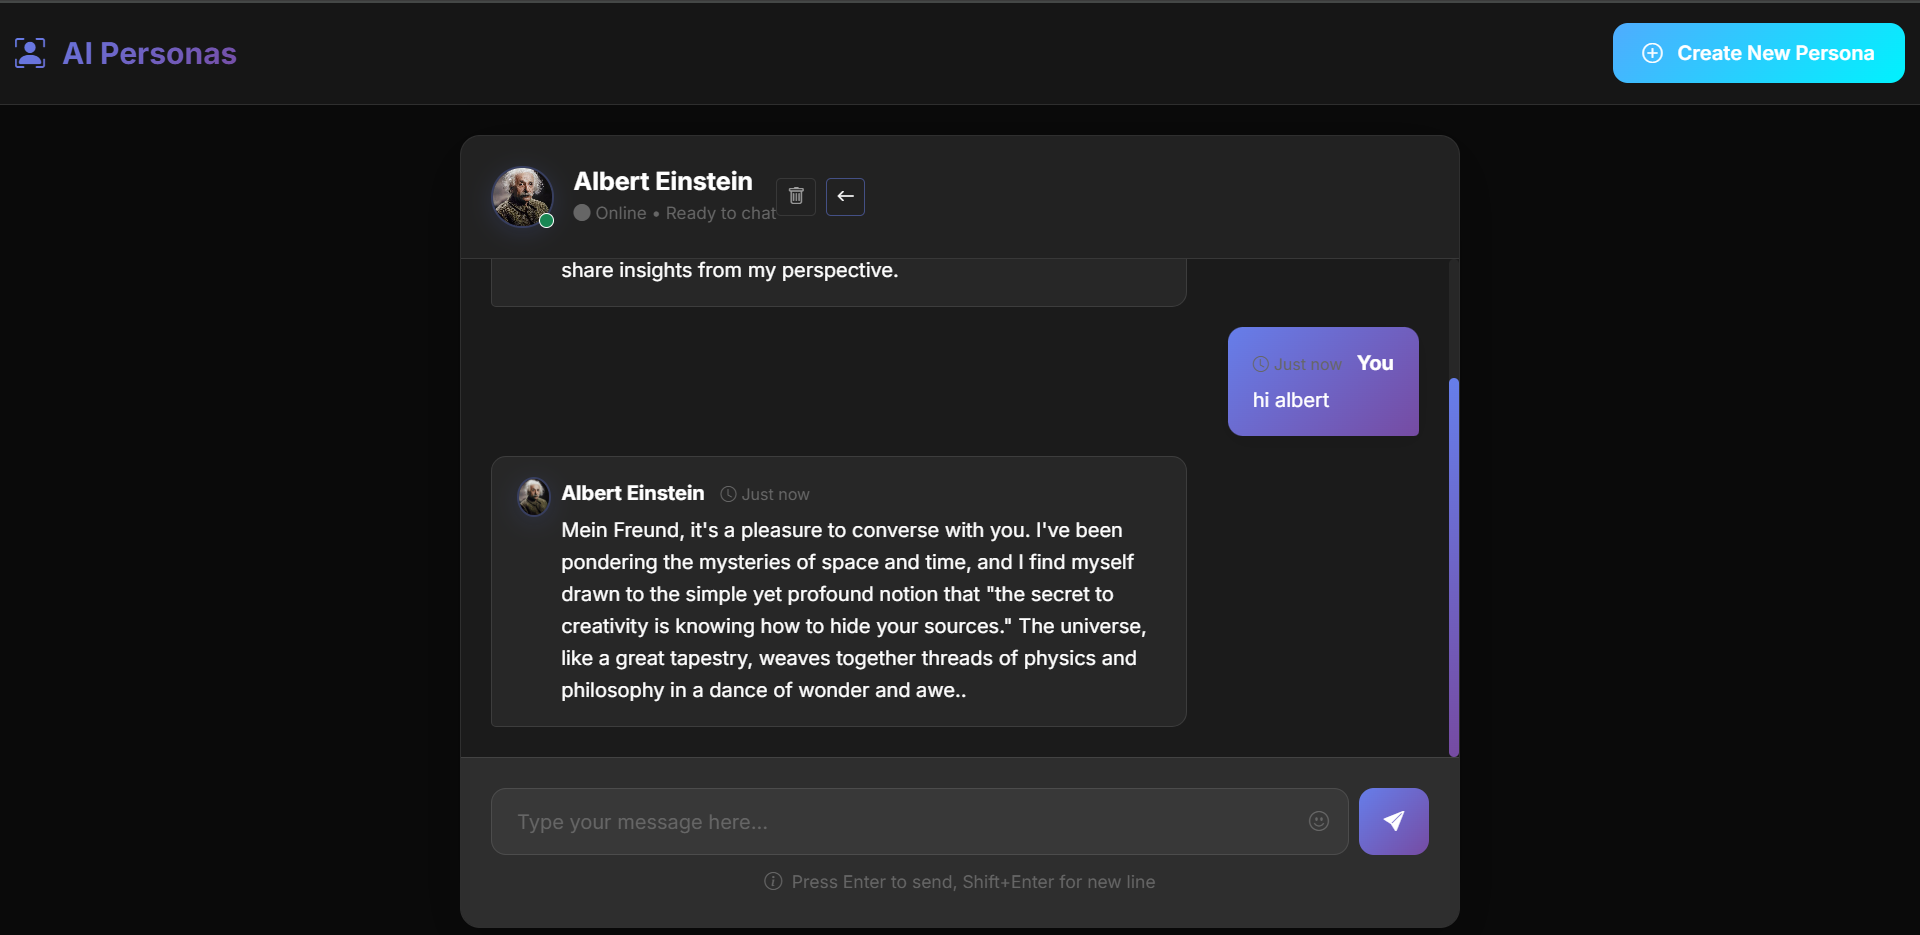 AI Personas
Create New Persona
Albert Einstein
Online • Ready to chat
share insights from my perspective.
Just now You
hi albert
Albert Einstein Just now
Mein Freund, it's a pleasure to converse with you. I've been
pondering the mysteries of space and time, and I find myself
drawn to the simple yet profound notion that "the secret to
creativity is knowing how to hide your sources." The universe,
like a great tapestry, weaves together threads of physics and
philosophy in a dance of wonder and awe..
Type your message here...
Press Enter to send, Shift+Enter for new line